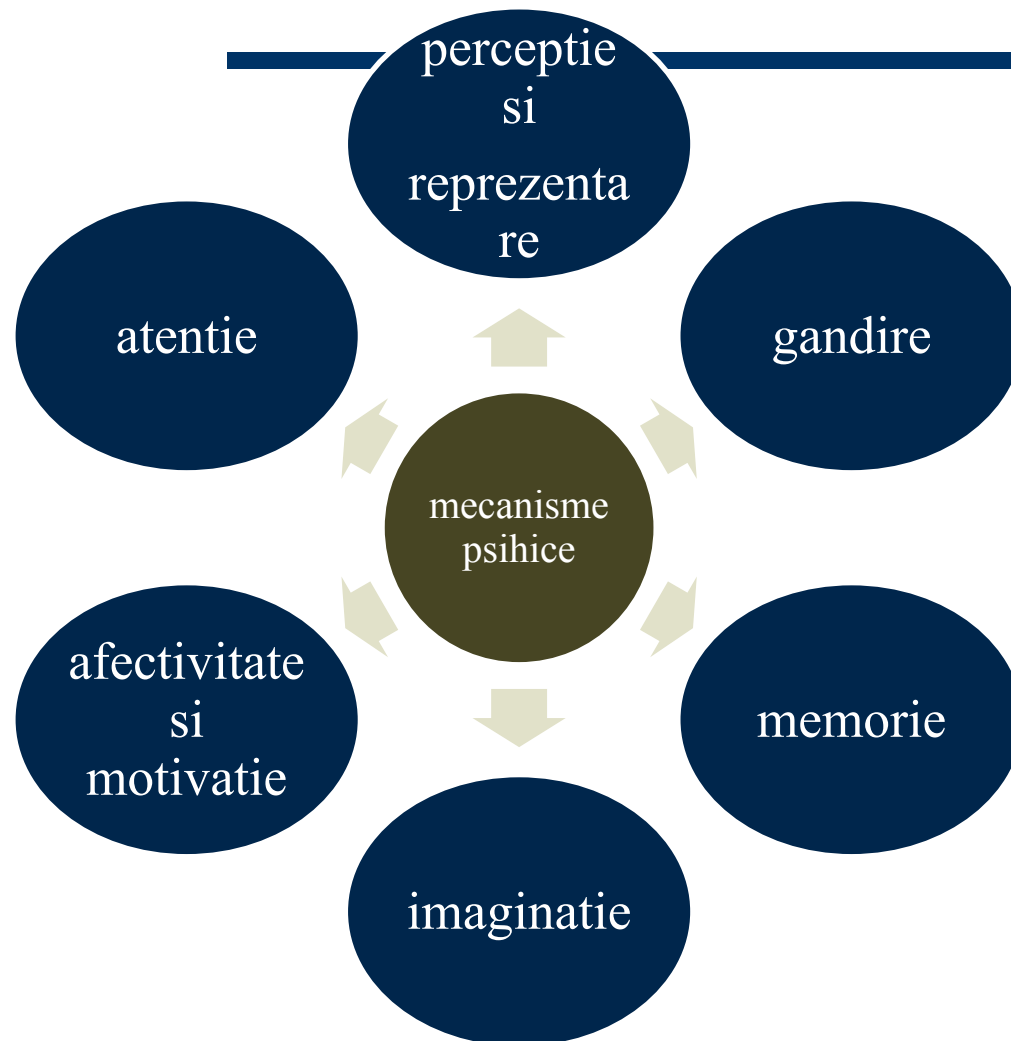 perceptie
si
reprezenta
re
atentie
gandire
mecanisme
psihice
afectivitate
si
motivatie
memorie
imaginatie